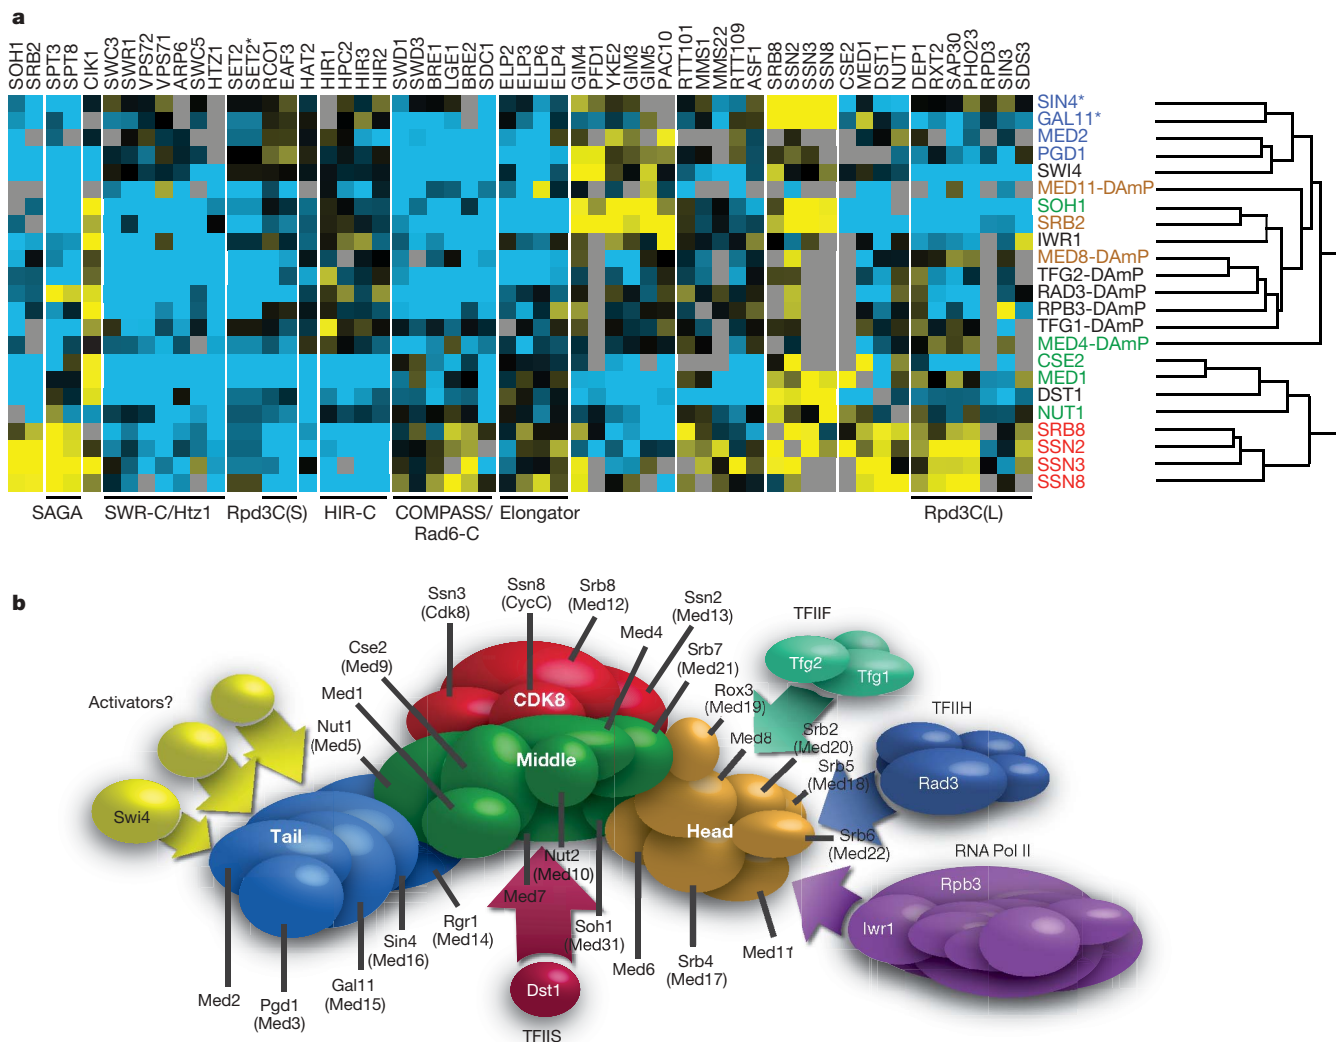 a
SOH1
SRB2
SPT3
SPT8
CIK1
SWC3
SWR1
VPS72
VPS71
ARP6
SWC5
HTZ1
SET2
SET2*
RCO1
EAF3
HAT2
HIR1
HPC2
HIR3
HIR2
SWD1
SWD3
BRE1
LGE1
BRE2
SDC1
ELP2
ELP3
ELP6
ELP4
GIM4
PFD1
YKE2
GIM3
GIM5
PAC10
RTT101
MMS1
MMS22
RTT109
ASF1
SRB8
SSN2
SSN3
SSN8
CSE2
MED1
DST1
NUT1
DEP1
RXT2
SAP30
PHO23
RPD3
SIN3
SDS3
SIN4*
GAL11*
MED2
PGD1
SWI4
MED11-DAmP
SOH1
SRB2
IWR1
MED8-DAmP
TFG2-DAmP
RAD3-DAmP
RPB3-DAmP
TFG1-DAmP
MED4-DAmP
CSE2
MED1
DST1
NUT1
SRB8
SSN2
SSN3
SSN8
SAGA
SWR-C/Htz1
Rpd3C(S)
HIR-C
COMPASS/
Rad6-C
Elongator
Rpd3C(L)
b
Ssn3
(Cdk8)
Ssn8
(CycC)
Srb8
(Med12)
Ssn2
(Med13)
Cse2
(Med9)
Med4
Srb7
(Med21)
Med1
Rox3
(Med19)
Nut1
(Med5)
Med8
Srb2
(Med20)
Srb5
(Med18)
Srb6
(Med22)
TFIIF
Tfg2
Tfg1
TFIIH
Rad3
RNA Pol II
Rpb3
Iwr1
Activators?
Swi4
CDK8
Middle
Tail
Head
Nut2
(Med10)
Med7
Rgr1
(Med14)
Soh1
(Med31)
Sin4
(Med16)
Med6
Srb4
(Med17)
Med11
Gal11
(Med15)
Med2
Pgd1
(Med3)
Dst1
TFIIS